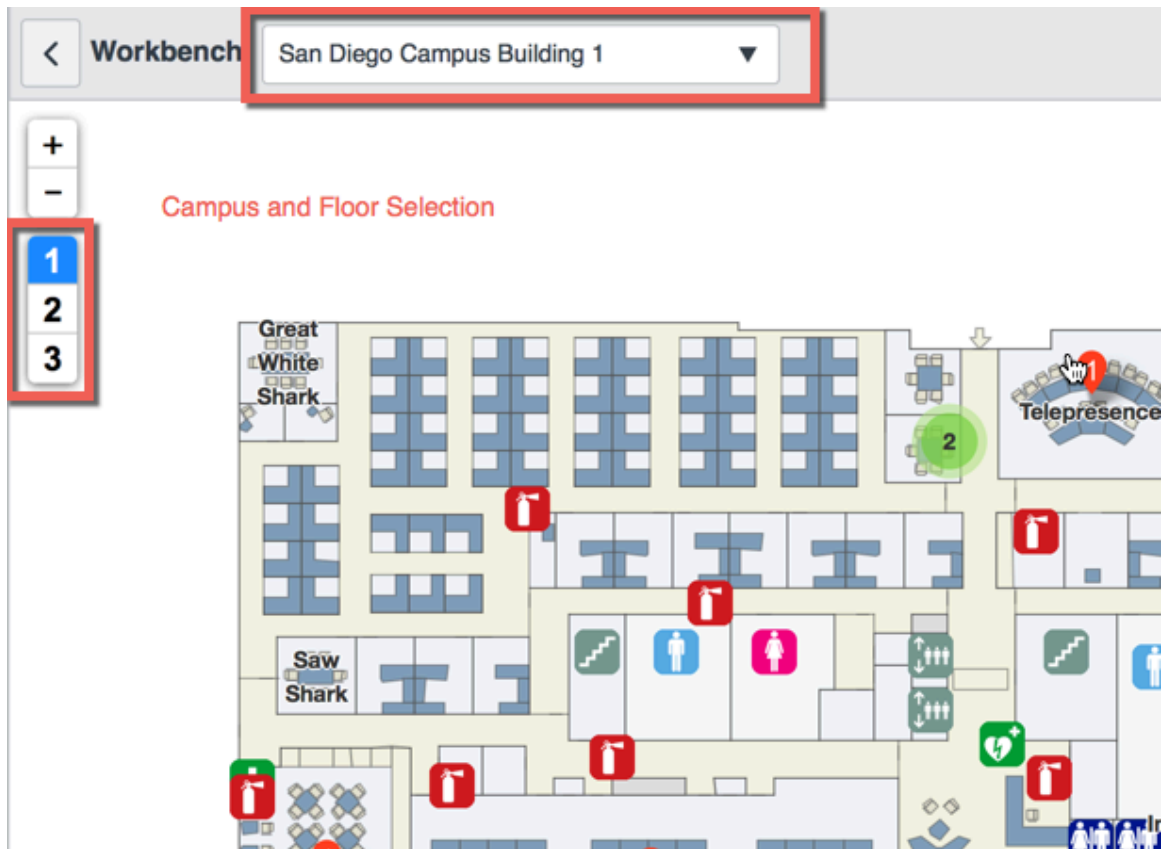 Workbench
San Diego Campus Building 1
+
−
Campus and Floor Selection
1
2
3
Great
White
Shark
1
Telepresence
2
Saw
Shark